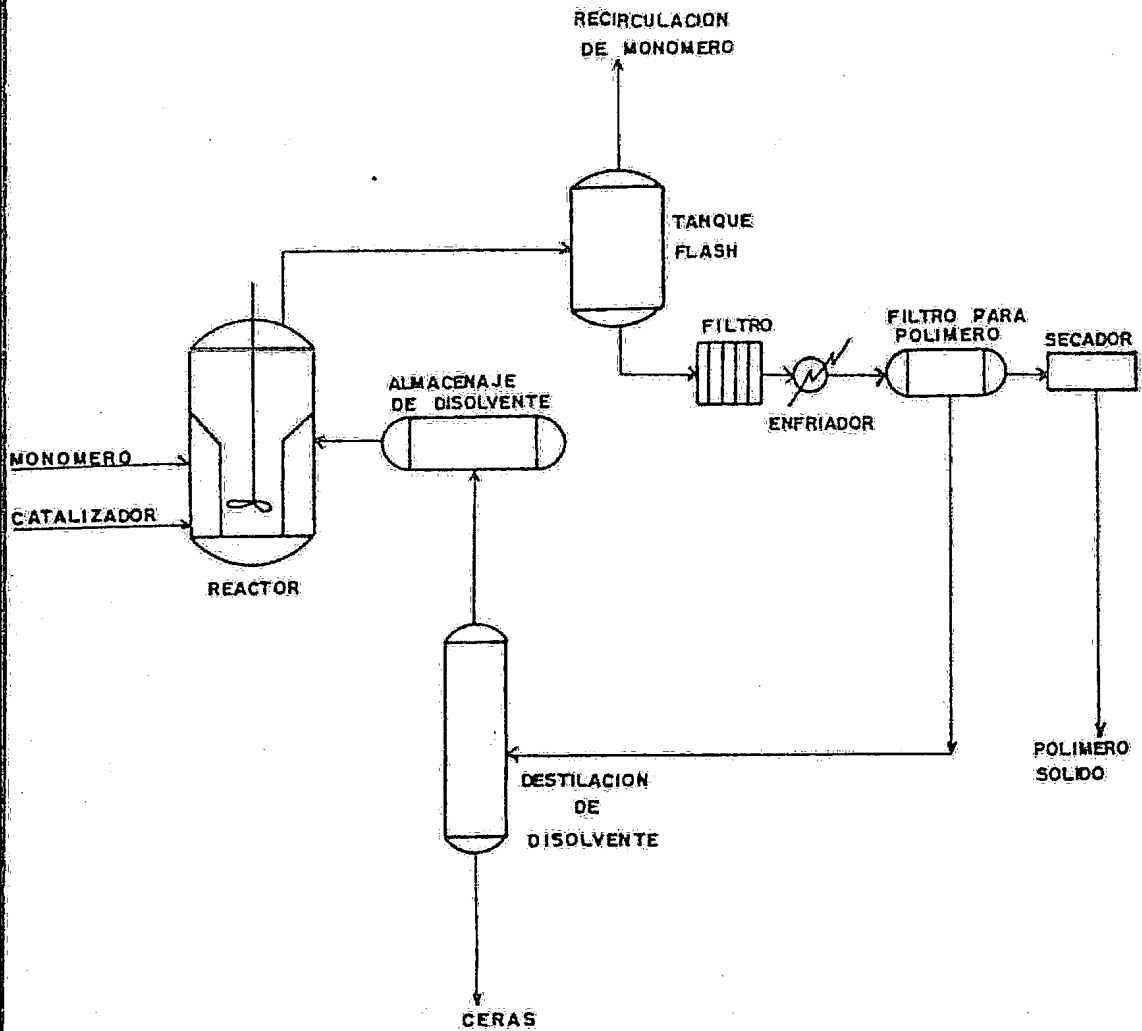 RECIRCULACION
DE MONOMERO
TANQUE
FLASH
FILTRO
FILTRO PARA
POLIMERO
SECADOR
ALMACENAJE
DE DISOLVENTE
ENFRIADOR
MONOMERO
CATALIZADOR
REACTOR
POLIMERO
SOLIDO
DESTILACION
DE
DISOLVENTE
CERAS